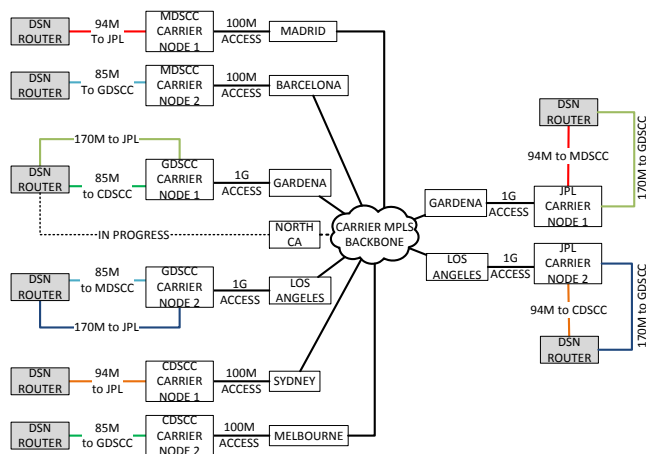 DSN
ROUTER
94M
To JPL
MDSCC
CARRIER
NODE 1
100M
ACCESS
MADRID
DSN
ROUTER
85M
To GDSCC
MDSCC
CARRIER
NODE 2
100M
ACCESS
BARCELONA
170M to JPL
DSN
ROUTER
85M
to CDSCC
GDSCC
CARRIER
NODE 1
1G
ACCESS
GARDENA
IN PROGRESS
NORTH
CA
CARRIER MPLS
BACKBONE
DSN
ROUTER
85M
to MDSCC
GDSCC
CARRIER
NODE 2
1G
ACCESS
LOS
ANGELES
170M to JPL
DSN
ROUTER
94M
to JPL
CDSCC
CARRIER
NODE 1
100M
ACCESS
SYDNEY
DSN
ROUTER
85M
to GDSCC
CDSCC
CARRIER
NODE 2
100M
ACCESS
MELBOURNE
DSN
ROUTER
94M to MDSCC
170M to GDSCC
GARDENA
1G
ACCESS
JPL
CARRIER
NODE 1
LOS
ANGELES
1G
ACCESS
JPL
CARRIER
NODE 2
94M to CDSCC
170M to GDSCC
DSN
ROUTER